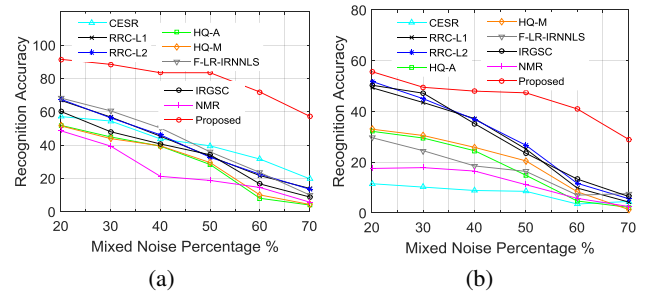 (a)
Recognition Accuracy
100
80
60
40
20
0
20 30 40 50 60 70
Mixed Noise Percentage %
CESR
RRC-L1
RRC-L2
HQ-A
HQ-M
F-LR-IRNNLS
IRGSC
NMR
Proposed
(b)
Recognition Accuracy
80
60
40
20
0
20 30 40 50 60 70
Mixed Noise Percentage %
CESR
RRC-L1
RRC-L2
HQ-A
HQ-M
F-LR-IRNNLS
IRGSC
NMR
Proposed